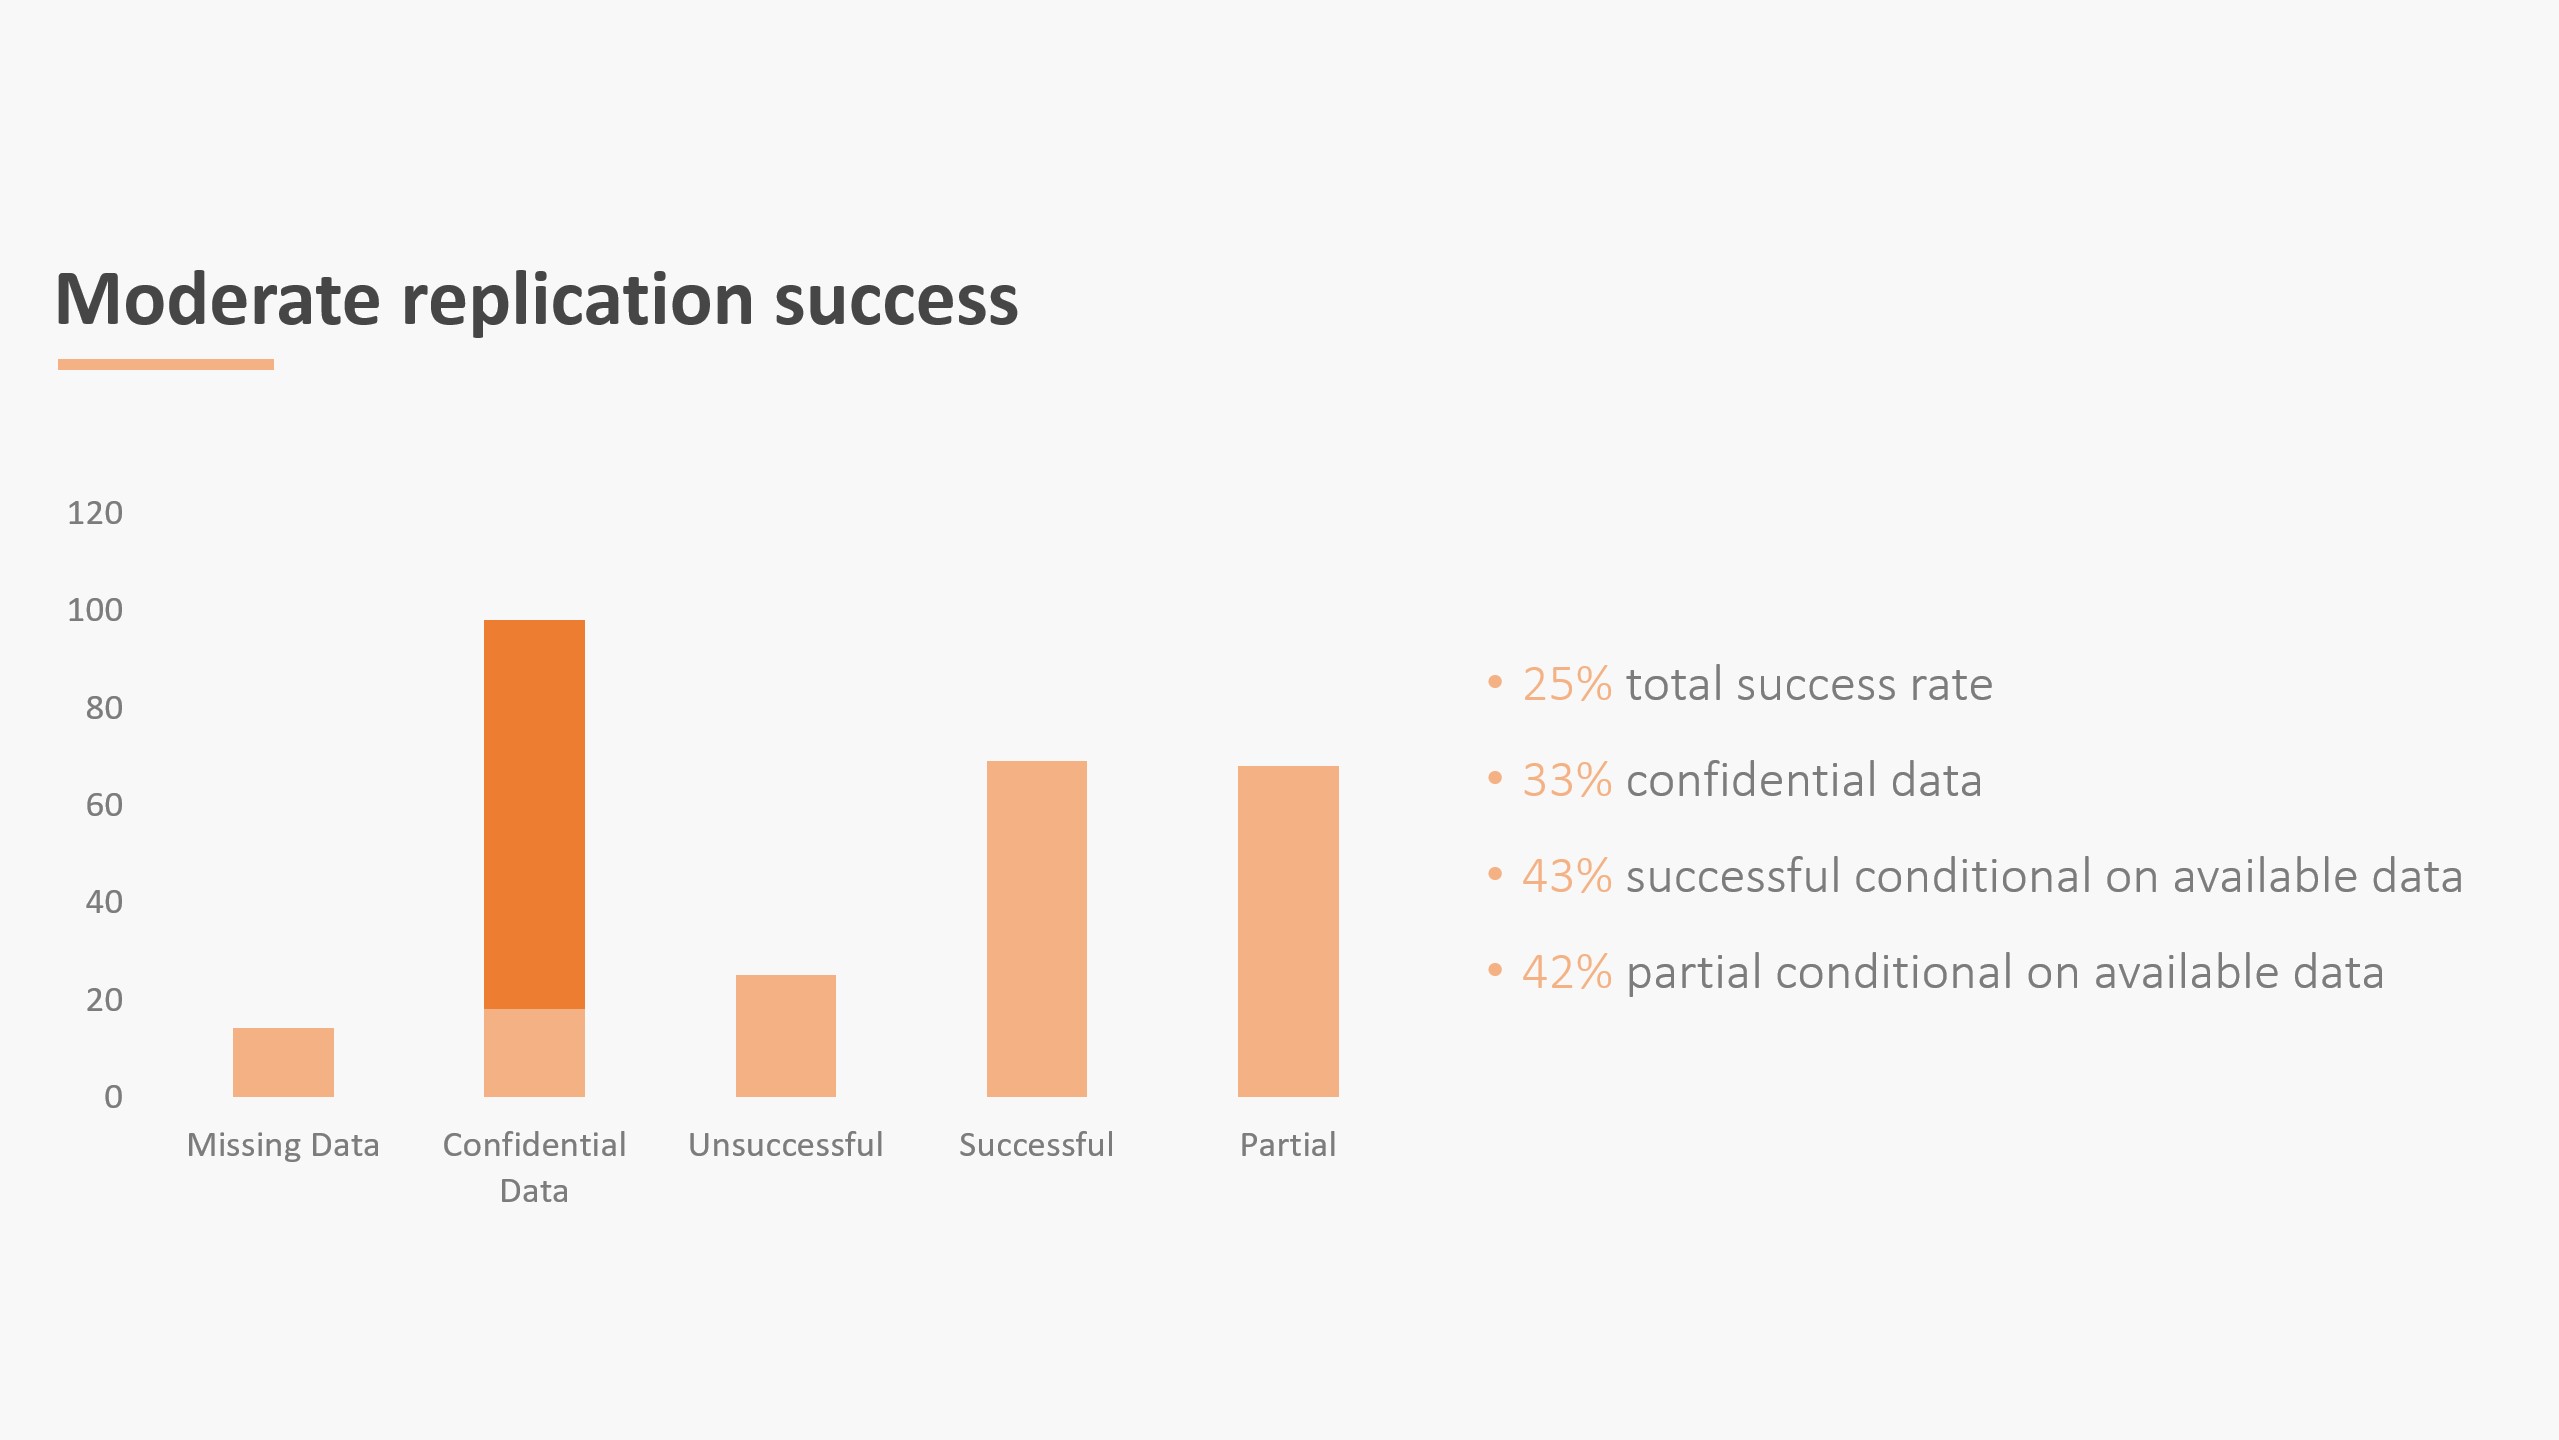 Moderate replication success
120
100
80
60
40
20
0
Missing Data
Confidential
Data
Unsuccessful
Successful
Partial
• 25% total success rate
• 33% confidential data
• 43% successful conditional on available data
• 42% partial conditional on available data